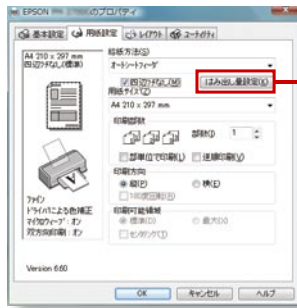 EPSON のプロパティ
基本設定
用紙設定
レイアウト
ユーティリティ
A4 210 x 297 mm
四辺フチなし(標準)
給紙方法(S)
オートシートフィーダ
四辺フチなし(M)
はみ出し量設定(X)
用紙サイズ(Z)
A4 210 x 297 mm
印刷部数
部数(I) 1
部単位で印刷(L)
逆順印刷(V)
印刷方向
縦(P)
横(E)
180度回転(R)
印刷可能領域
標準(D)
最大(X)
センタリング(T)
フチなし
ドライバによる色補正
マイクロウィーブ : オン
双方向印刷 : オン
Version 6.60
OK
キャンセル
ヘルプ